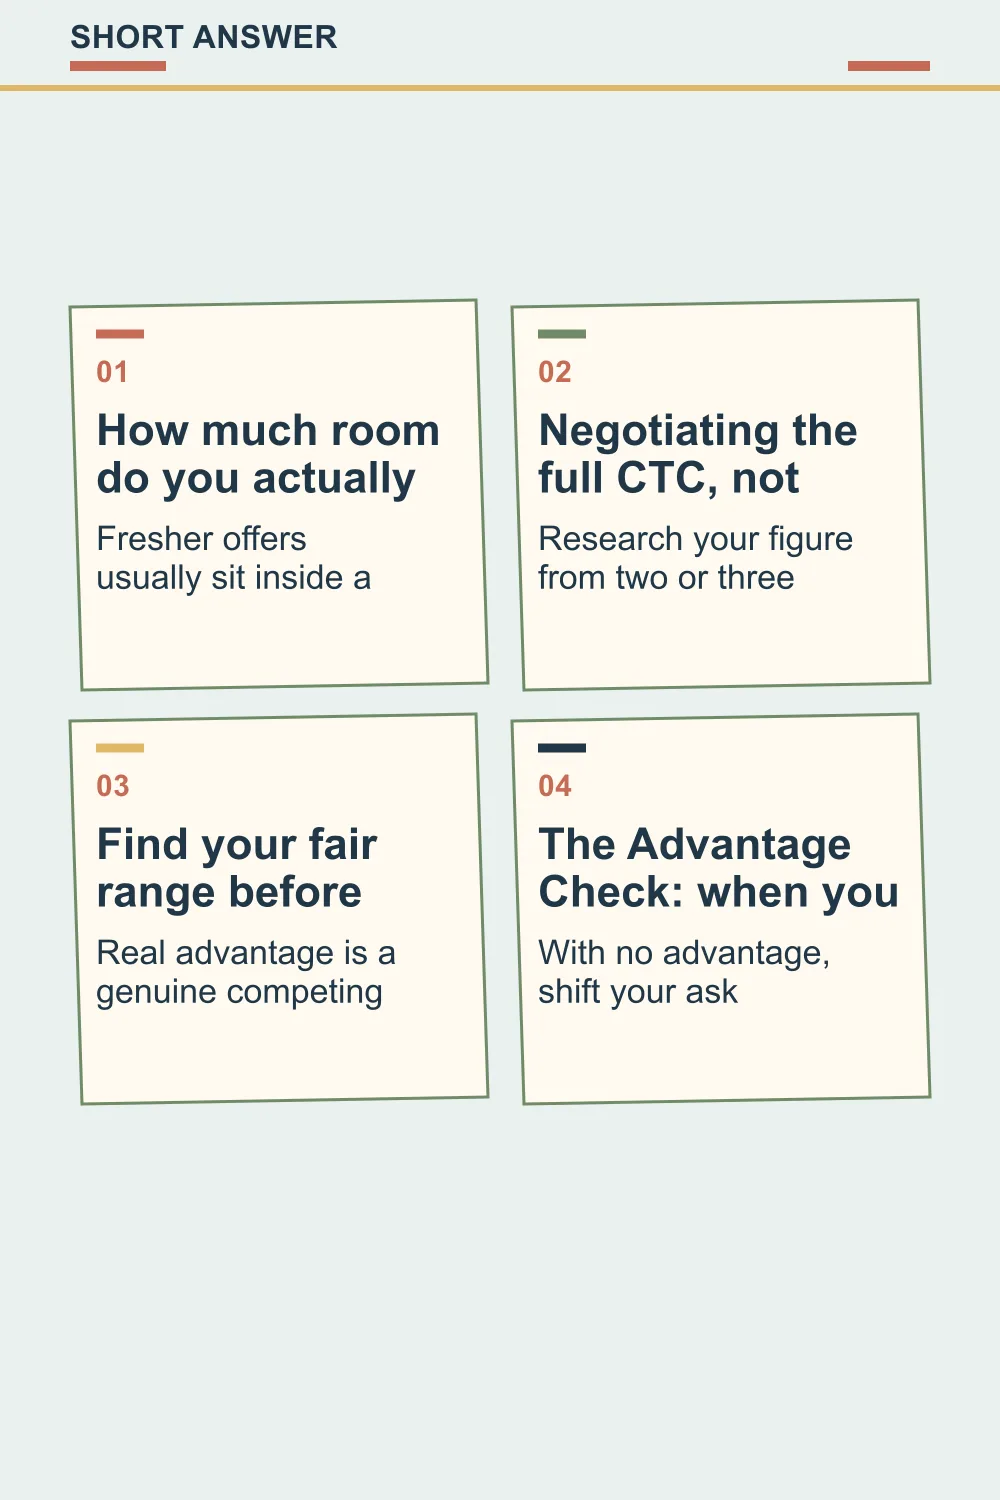 SHORT ANSWER
01
How much room
do you actually
Fresher offers
usually sit inside a
02
Negotiating the
full CTC, not
Research your figure
from two or three
03
Find your fair
range before
Real advantage is a
genuine competing
04
The Advantage
Check: when you
With no advantage,
shift your ask